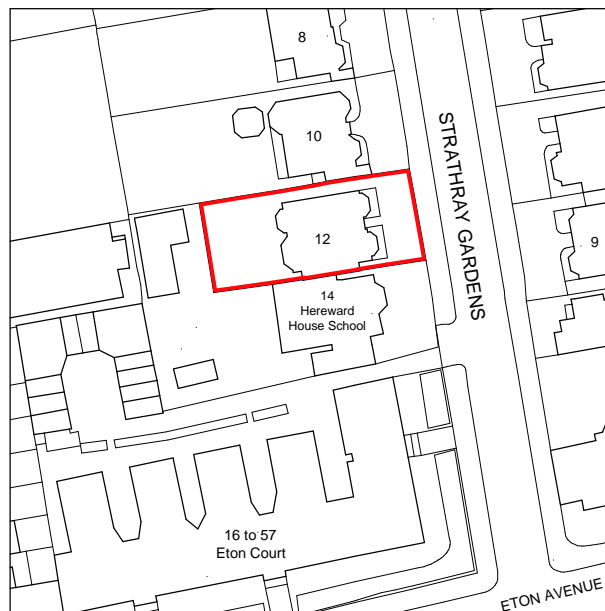 8
10
STRATHRAY GARDENS
12
9
14
Hereward
House School
16 to 57
Eton Court
ETON AVENUE